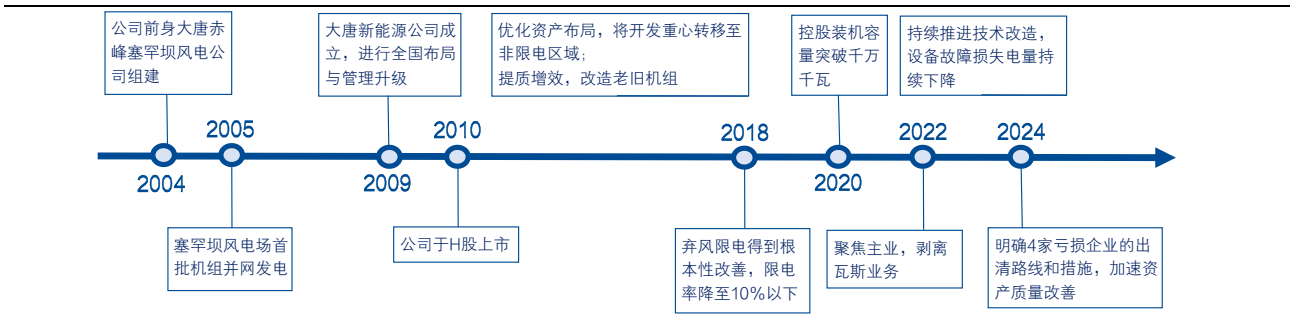 公司前身大唐赤
峰塞罕坝风电公
司组建
大唐新能源公司成
立，进行全国布局
与管理升级
优化资产布局，将开发重心转移至
非限电区域；
提质增效，改造老旧机组
控股装机容
量突破千万
千瓦
持续推进技术改造，
设备故障损失电量持
续下降
2005
2010
2018
2022
2024
2004
2009
2020
塞罕坝风电场首
批机组并网发电
公司于H股上市
弃风限电得到根
本性改善，限电
率降至10%以下
聚焦主业，剥离
瓦斯业务
明确4家亏损企业的出
清路线和措施，加速资
产质量改善